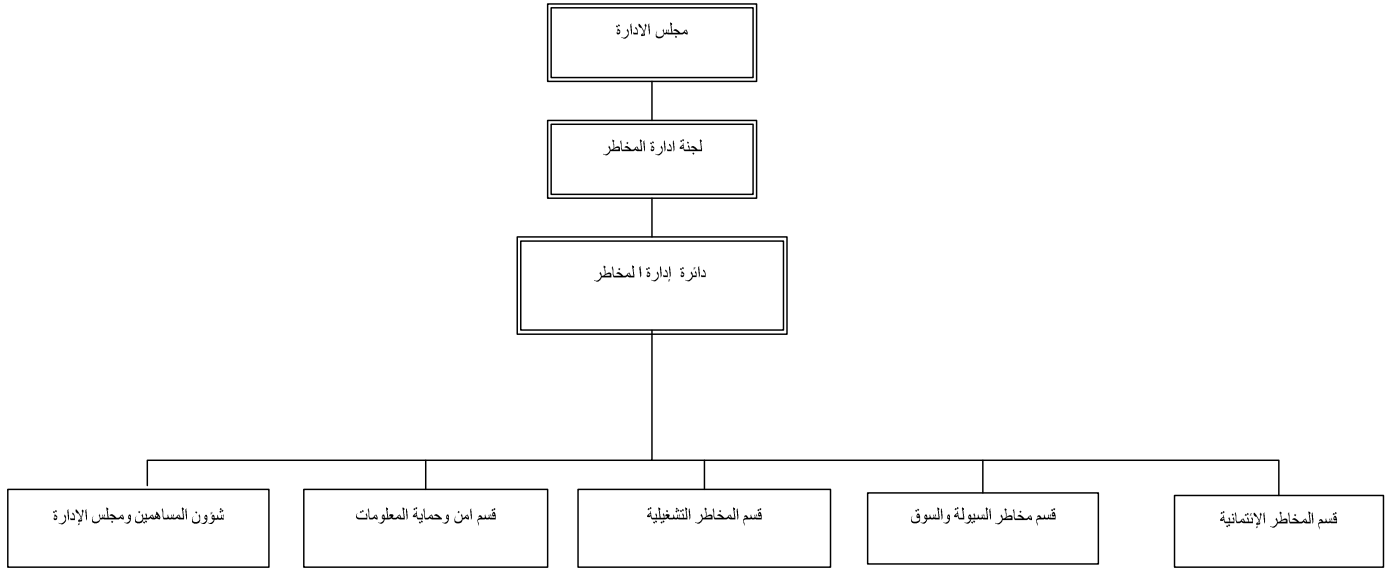 مجلس الادارة
لجنة ادارة المخاطر
دائرة إدارة المخاطر
قسم المخاطر الإئتمانية
قسم مخاطر السيولة والسوق
قسم المخاطر التشغيلية
قسم امن وحماية المعلومات
شؤون المساهمين ومجلس الإدارة